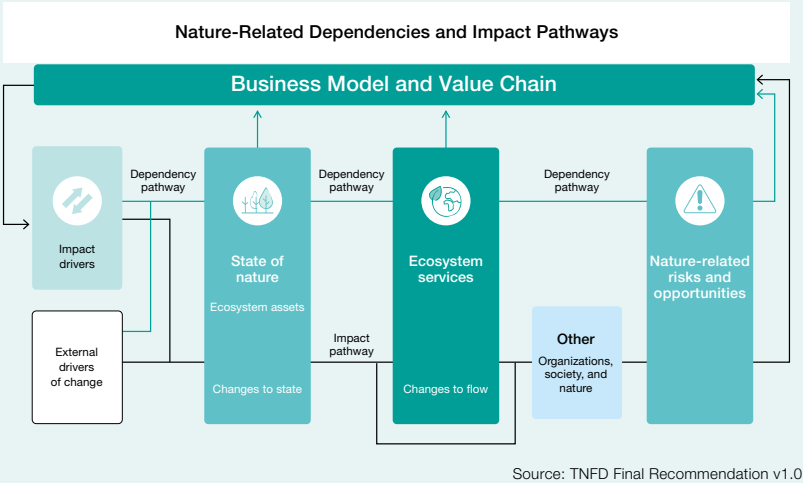 Nature-Related Dependencies and Impact Pathways
Business Model and Value Chain
Dependency
pathway
Dependency
pathway
Dependency
pathway
Impact
drivers
State of
nature
Ecosystem assets
Ecosystem
services
Nature-related
risks and
opportunities
External
drivers
of change
Impact
pathway
Other
Organizations,
society, and
nature
Changes to state
Changes to flow
Source: TNFD Final Recommendation v1.0